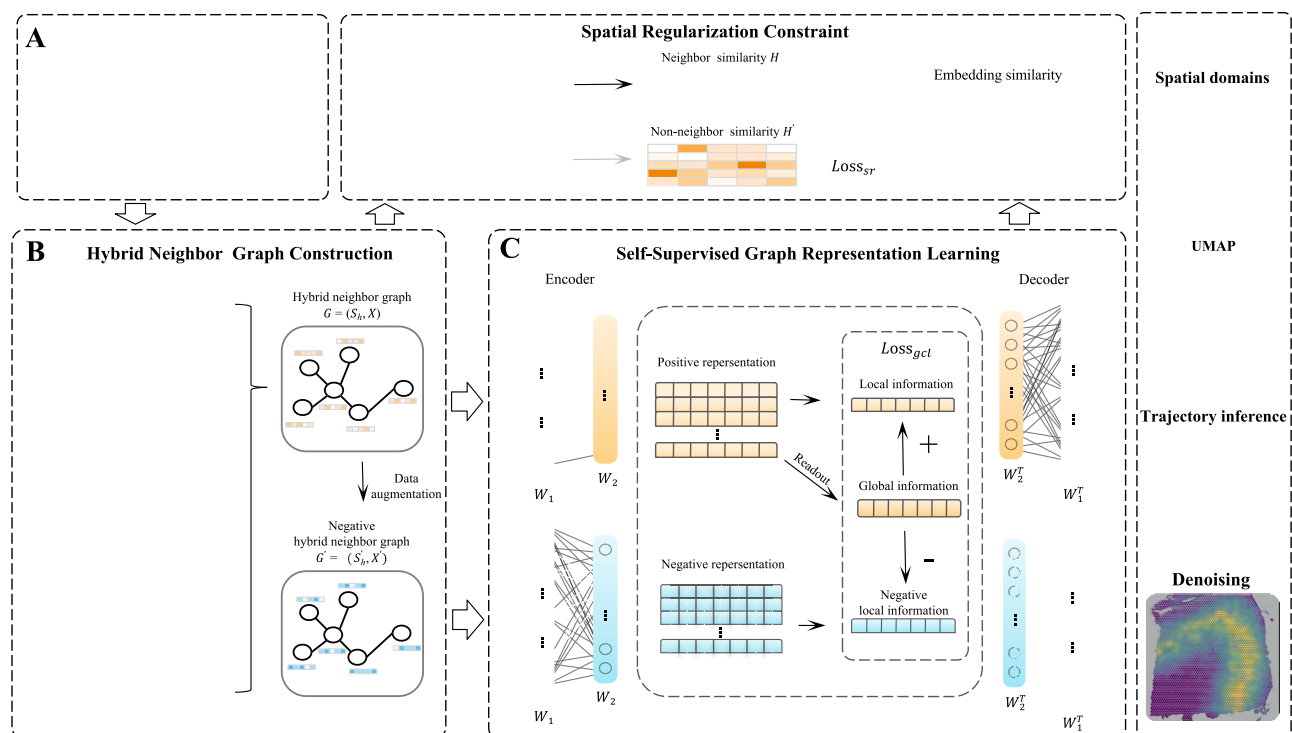 A
Spatial Regularization Constraint
Neighbor similarity H
Embedding similarity
Non-neighbor similarity H'
Loss_sr
Spatial domains
UMAP
Trajectory inference
Denoising
B
Hybrid Neighbor Graph Construction
Hybrid neighbor graph
G = (S_h, X)
Data
augmentation
Negative
hybrid neighbor graph
G' = (S'_h, X')
C
Self-Supervised Graph Representation Learning
Encoder
Decoder
W_1
W_2
Positive repersentation
Readout
Loss_gcl
Local information
+
Global information
W_2^T
W_1^T
W_1
W_2
Negative repersentation
-
Negative
local information
W_2^T
W_1^T